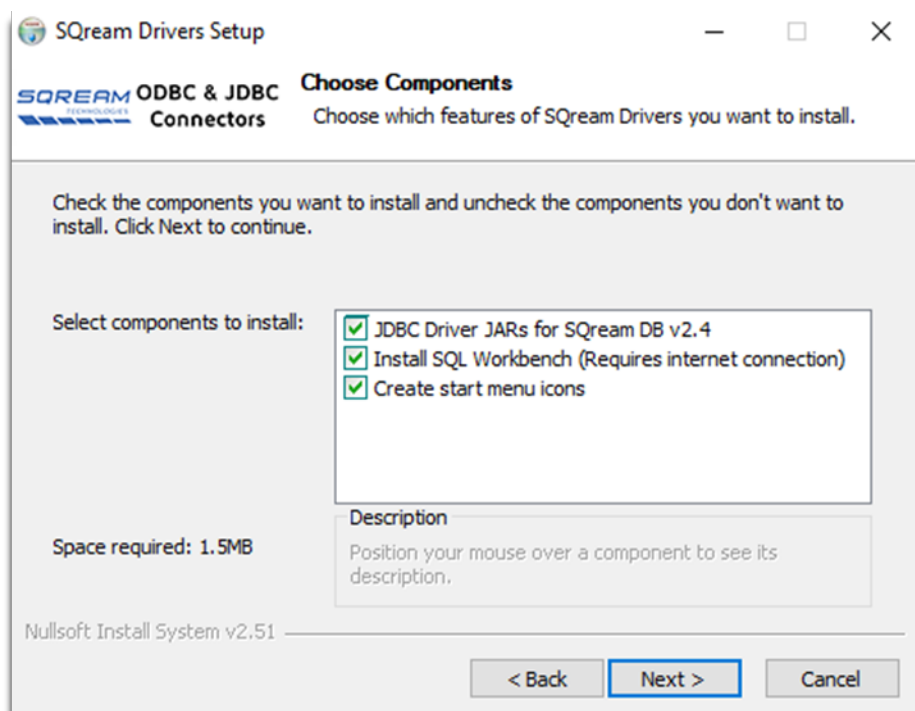 SQream Drivers Setup
SQREAM
TECHNOLOGIES
ODBC & JDBC
Connectors
Choose Components
Choose which features of SQream Drivers you want to install.
Check the components you want to install and uncheck the components you don't want to
install. Click Next to continue.
Select components to install:
JDBC Driver JARs for SQream DB v2.4
Install SQL Workbench (Requires internet connection)
Create start menu icons
Space required: 1.5MB
Description
Position your mouse over a component to see its
description.
Nullsoft Install System v2.51
< Back
Next >
Cancel